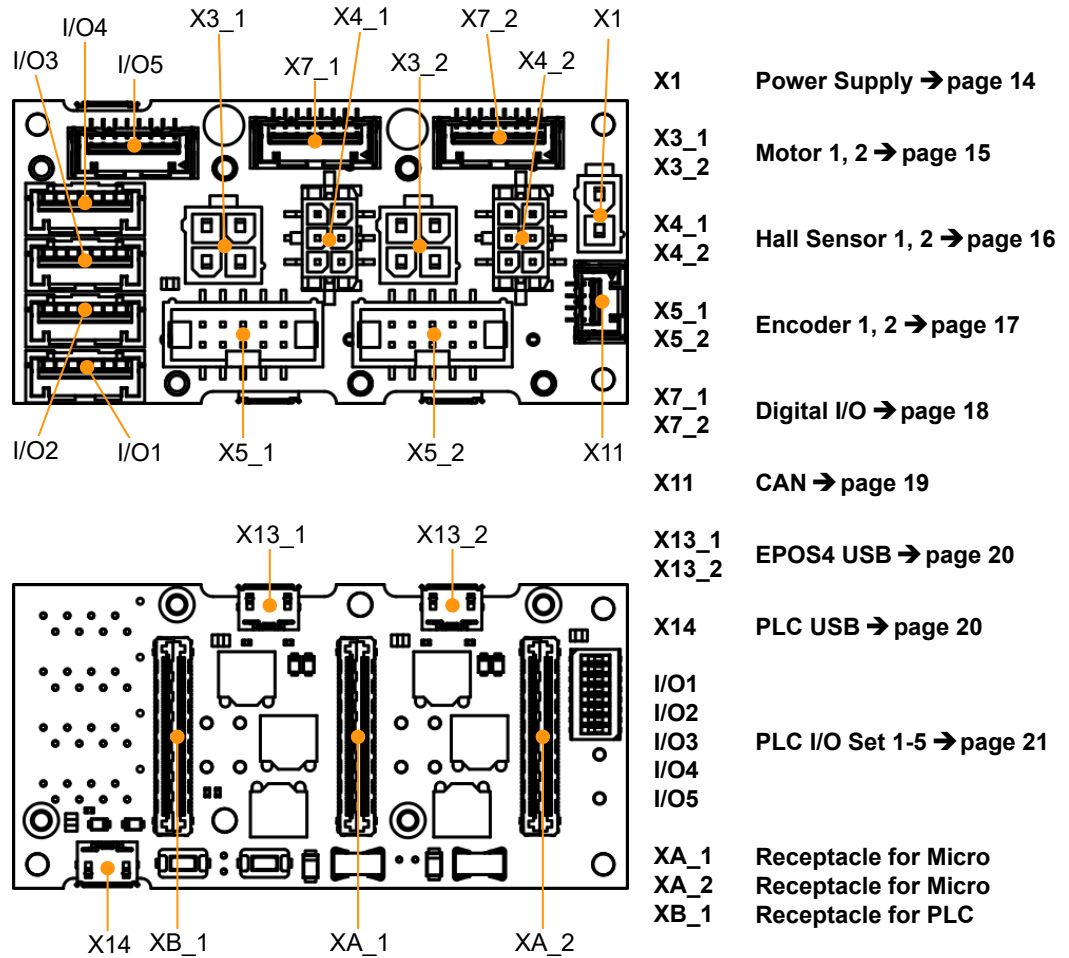 I/O4
X3_1
X4_1
X7_2
X1
I/O3
I/O5
X7_1
X3_2
X4_2
I/O2
I/O1
X5_1
X5_2
X11
X13_1
X13_2
X14
XB_1
XA_1
XA_2
X1 Power Supply ➔ page 14
X3_1
X3_2
Motor 1, 2 ➔ page 15
X4_1
X4_2
Hall Sensor 1, 2 ➔ page 16
X5_1
X5_2
Encoder 1, 2 ➔ page 17
X7_1
X7_2
Digital I/O ➔ page 18
X11 CAN ➔ page 19
X13_1
X13_2
EPOS4 USB ➔ page 20
X14 PLC USB ➔ page 20
I/O1
I/O2
I/O3
I/O4
I/O5
PLC I/O Set 1-5 ➔ page 21
XA_1 Receptacle for Micro
XA_2 Receptacle for Micro
XB_1 Receptacle for PLC